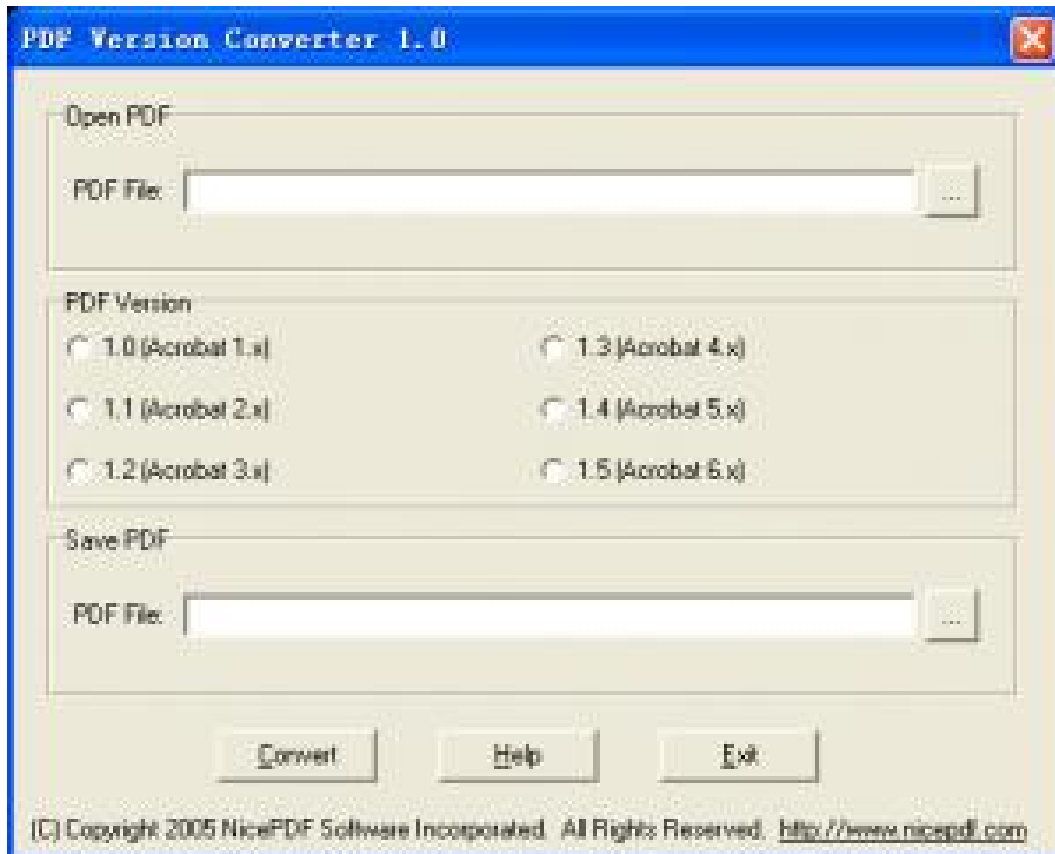 PDF Version Converter 1.0
Open PDF
PDF File:
...
PDF Version
1.0 (Acrobat 1.x)
1.3 (Acrobat 4.x)
1.1 (Acrobat 2.x)
1.4 (Acrobat 5.x)
1.2 (Acrobat 3.x)
1.5 (Acrobat 6.x)
Save PDF
PDF File:
...
Convert
Help
Exit
(C) Copyright 2005 NicePDF Software Incorporated. All Rights Reserved. http://www.nicepdf.com